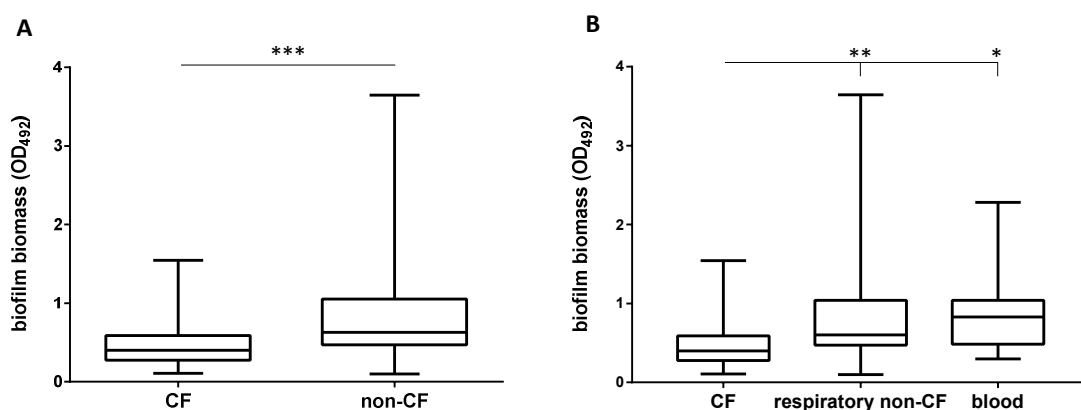 A
***
4
3
2
1
0
biofilm biomass (OD492)
CF
non-CF
B
**
*
4
3
2
1
0
biofilm biomass (OD492)
CF
respiratory non-CF
blood